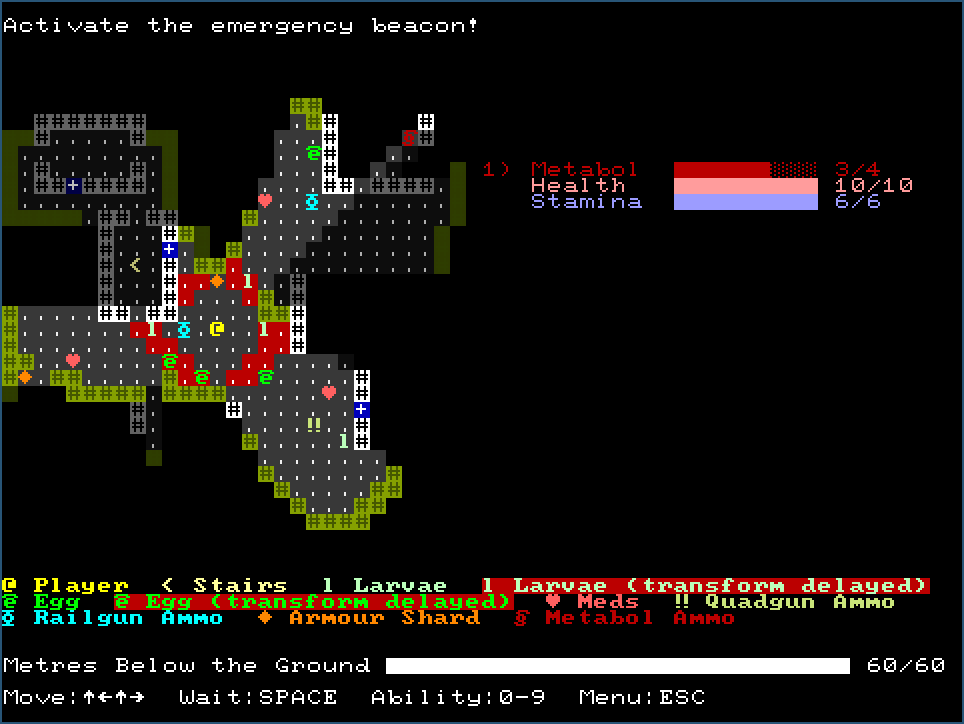 Activate the emergency beacon!
1) Metabol 3/4
Health 10/10
Stamina 6/6
@ Player < Stairs l Larvae l Larvae (transform delayed)
e Egg e Egg (transform delayed) ♥ Meds ‼ Quadgun Ammo
Railgun Ammo ♦ Armour Shard § Metabol Ammo
Metres Below the Ground 60/60
Move:↑←↑→ Wait:SPACE Ability:0-9 Menu:ESC